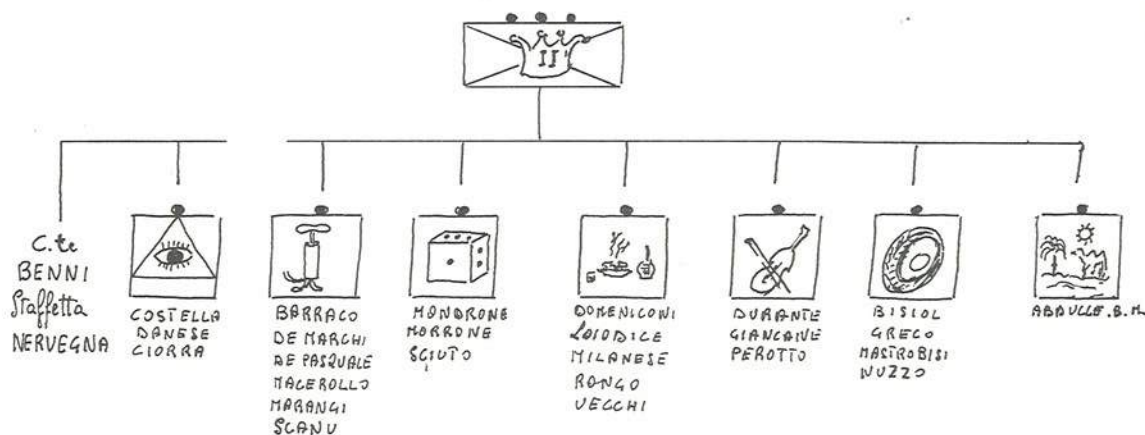 II
C.te
BENNI
Staffetta
NERVEGNA
COSTELLA
DANESE
CIORRA
BARRACO
DE MARCHI
DE PASQUALE
MACEROLLO
MARANGI
SCANU
MONDRONE
MORRONE
SCIUTO
DOMENICONI
LOIODICE
MILANESE
RONGO
VECCHI
DURANTE
GIANCANE
PEROTTO
BISIOL
GRECO
MASTROBISI
NUZZO
ABDULLE.B.M.